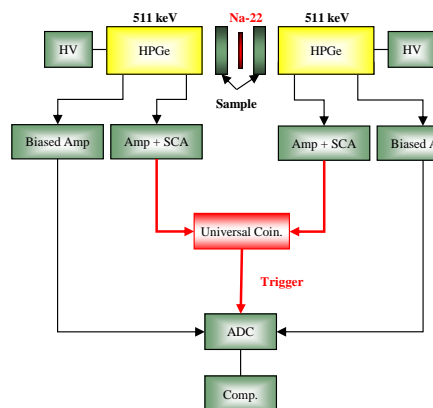 511 keV
Na-22
511 keV
HV
HPGe
HPGe
HV
Sample
Biased Amp
Amp + SCA
Amp + SCA
Biased A
Universal Coin.
Trigger
ADC
Comp.